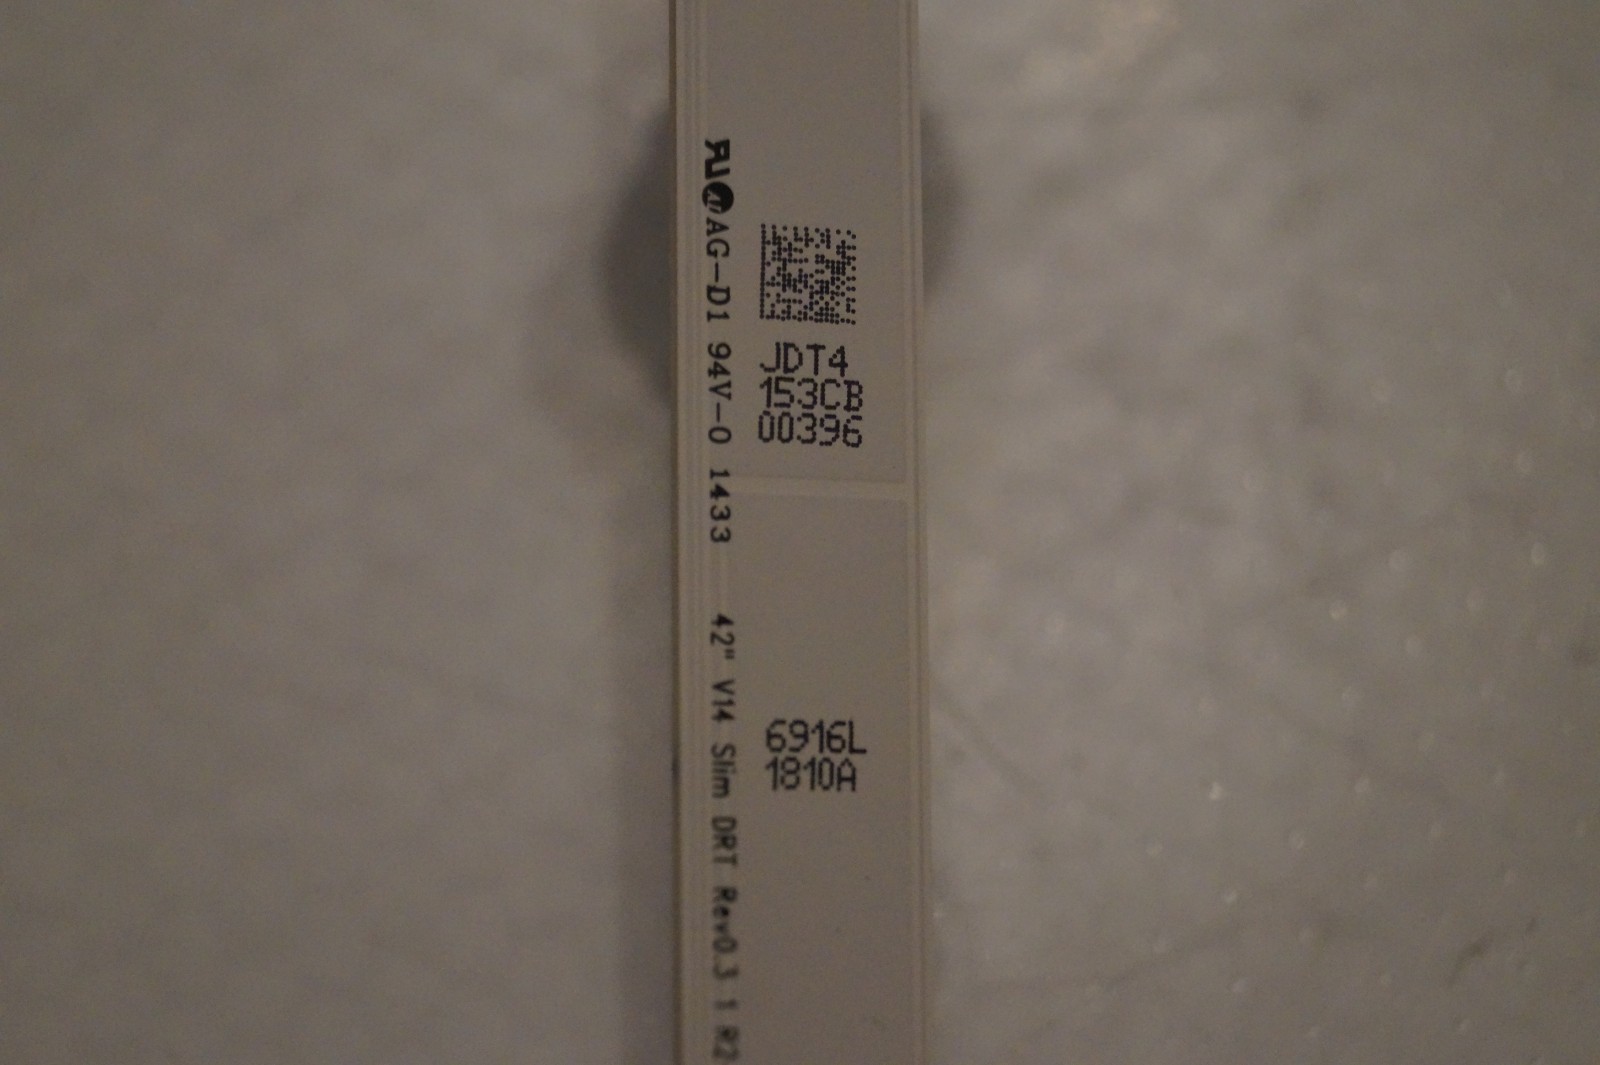 AG-D1 94V-0 1433 42" V14 Slim DRT Rev0.3 1 R2
JDT4
153CB
00396
6916L
1810A